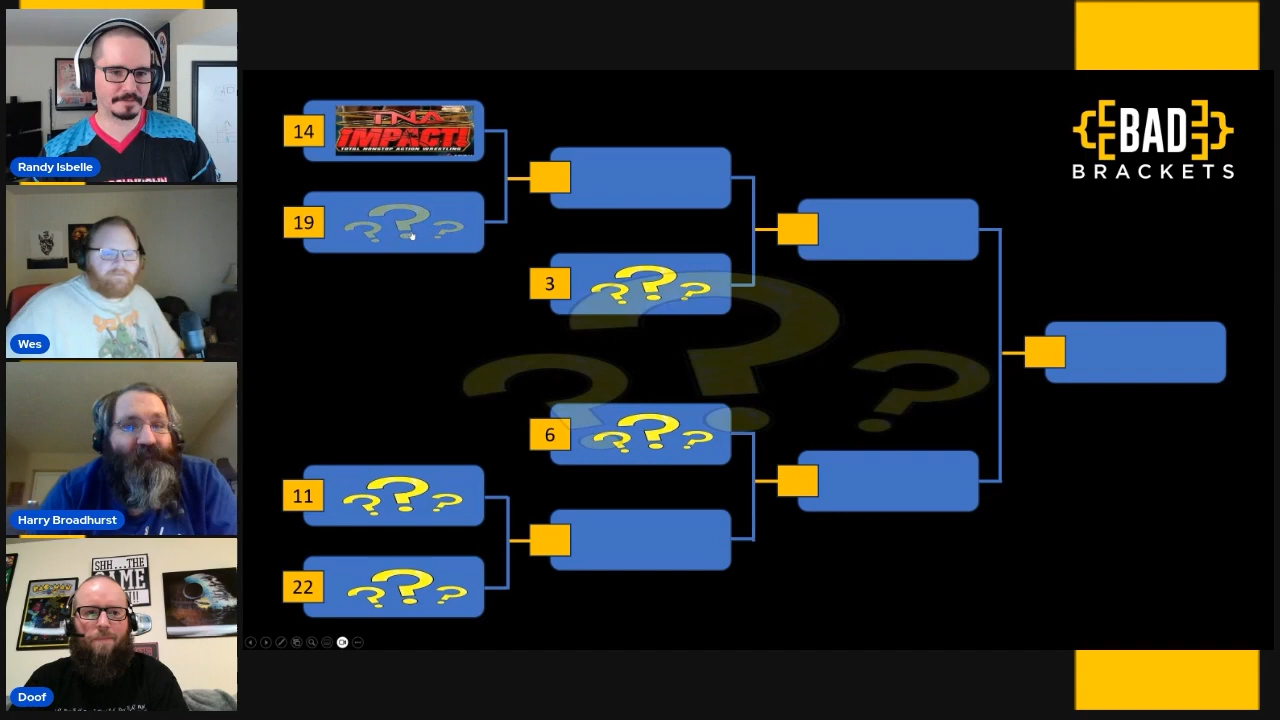 Randy Isbelle
Wes
Harry Broadhurst
SHH...THE
GAME
Doof
14
TNA
IMPACT!
TOTAL NONSTOP ACTION WRESTLING
19
? ? ?
3
? ? ?
6
? ? ?
11
? ? ?
22
? ? ?
? ? ?
BAD
BRACKETS